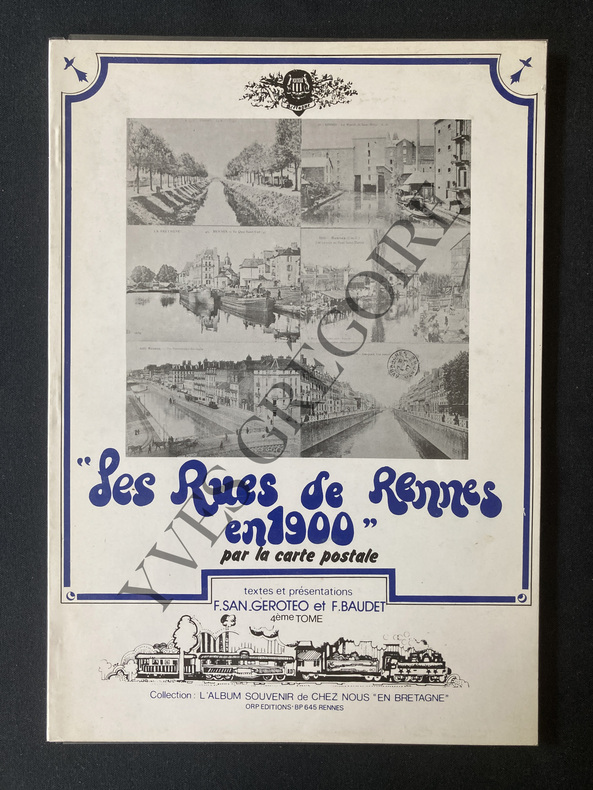 "Les Rues de Rennes
en 1900"
par la carte postale
textes et présentations
F.SAN.GEROTEO et F.BAUDET
4ème TOME
Collection: L'ALBUM SOUVENIR de CHEZ NOUS "EN BRETAGNE"
ORP EDITIONS-BP 645 RENNES
YVES GREGOIRE